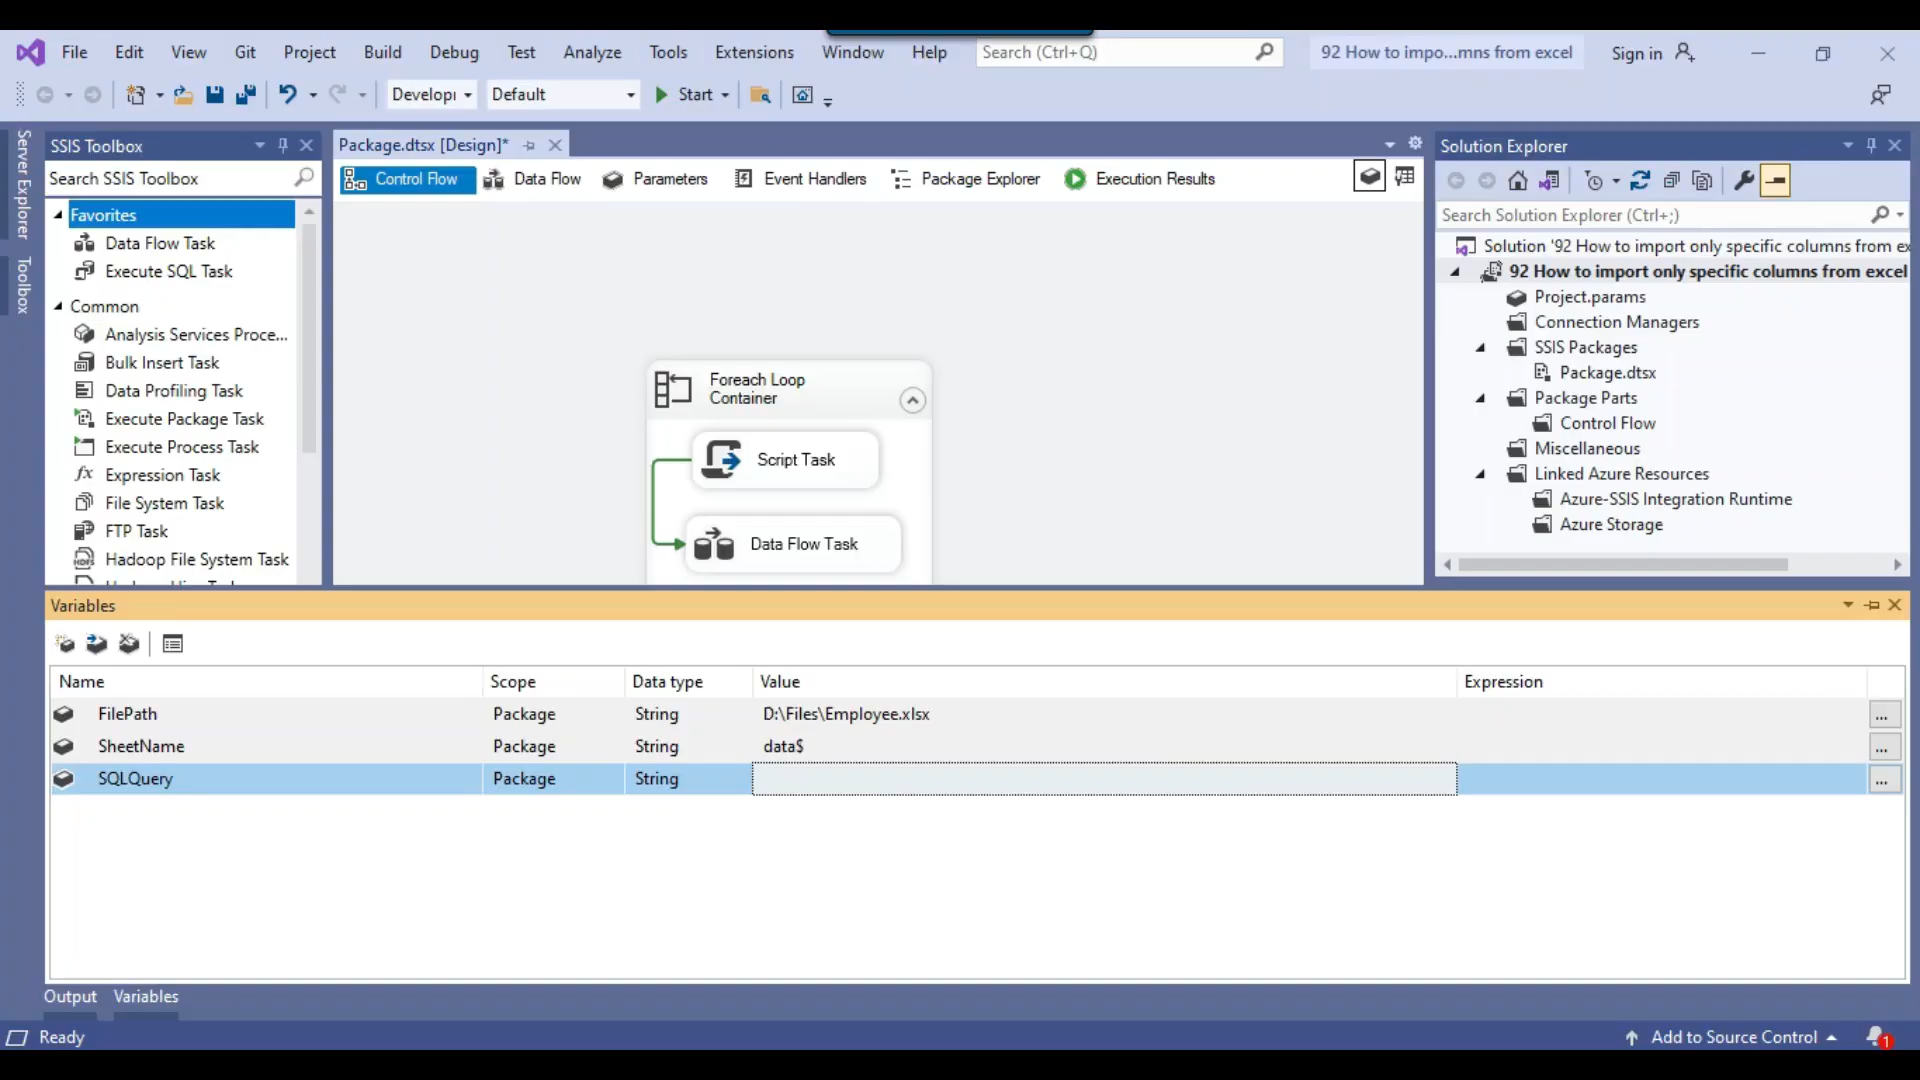 File Edit View Git Project Build Debug Test Analyze Tools Extensions Window Help Search (Ctrl+Q) 92 How to impo...mns from excel Sign in
Developi Default Start
Server Explorer
Toolbox
SSIS Toolbox
Search SSIS Toolbox
Favorites
Data Flow Task
Execute SQL Task
Common
Analysis Services Proce...
Bulk Insert Task
Data Profiling Task
Execute Package Task
Execute Process Task
Expression Task
File System Task
FTP Task
Hadoop File System Task
Package.dtsx [Design]*
Control Flow Data Flow Parameters Event Handlers Package Explorer Execution Results
Foreach Loop
Container
Script Task
Data Flow Task
Solution Explorer
Search Solution Explorer (Ctrl+;)
Solution '92 How to import only specific columns from ex
92 How to import only specific columns from excel
Project.params
Connection Managers
SSIS Packages
Package.dtsx
Package Parts
Control Flow
Miscellaneous
Linked Azure Resources
Azure-SSIS Integration Runtime
Azure Storage
Variables
Name Scope Data type Value Expression
FilePath Package String D:\Files\Employee.xlsx ...
SheetName Package String data$ ...
SQLQuery Package String ...
Output Variables
Ready Add to Source Control 1